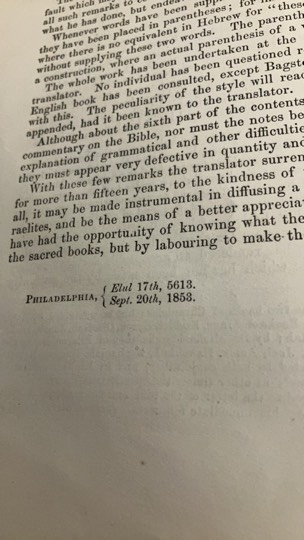 fault which
all such remarks to
what he has done, but endea
Whenever words have been supp
they have been placed in parentheses; for
where there is no equivalent in Hebrew for "these
without supplying these two words. The parenth
a construction, where an actual parenthesis of a
The whole work has been undertaken at the
translator. No individual has been questioned r
English book has been consulted, except Bagst
with this. The peculiarity of the style will read
appended, had it been known to the translator.
Although about the sixth part of the contents
commentary on the Bible, nor must the notes be
explanation of grammatical and other difficultie
they must appear very defective in quantity and
With these few remarks the translator surren
for more than fifteen years, to the kindness of
all, it may be made instrumental in diffusing a
raelites, and be the means of a better apprecia
have had the opportunity of knowing what the
the sacred books, but by labouring to make the
PHILADELPHIA, { Elul 17th, 5613.
Sept. 20th, 1853.